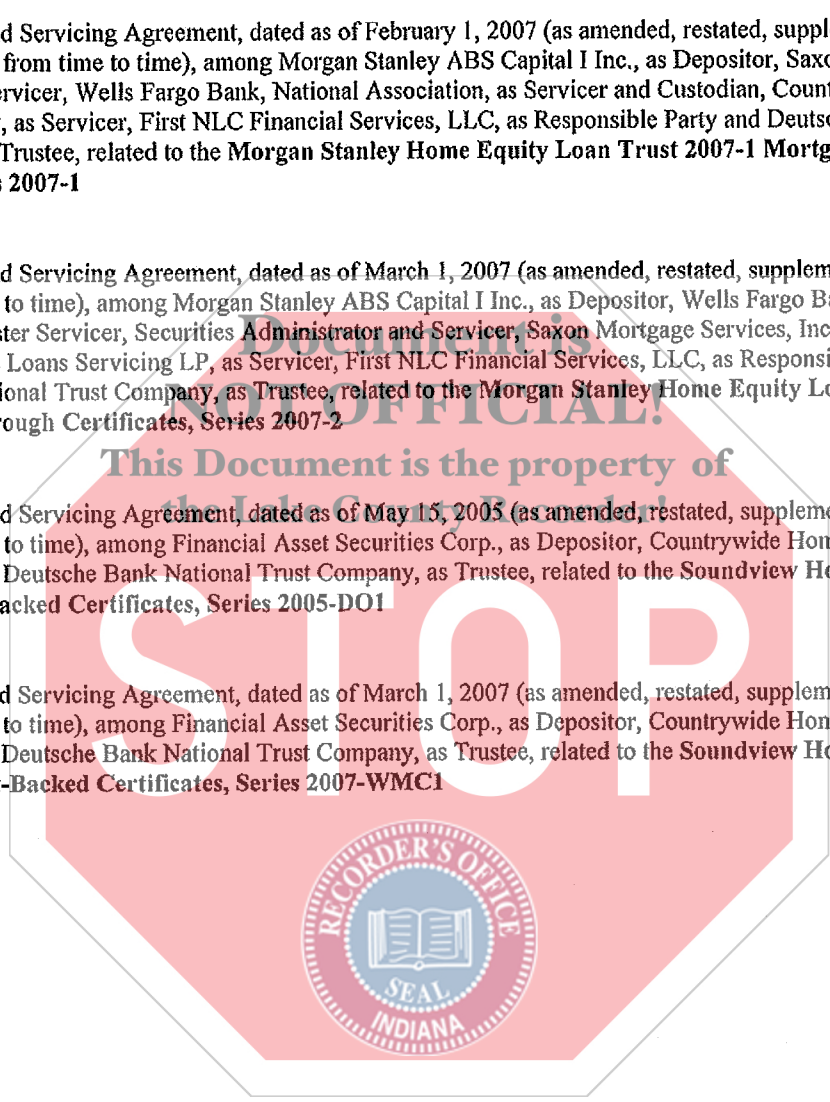 d Servicing Agreement, dated as of February 1, 2007 (as amended, restated, suppl
from time to time), among Morgan Stanley ABS Capital I Inc., as Depositor, Saxo
ervicer, Wells Fargo Bank, National Association, as Servicer and Custodian, Count
, as Servicer, First NLC Financial Services, LLC, as Responsible Party and Deutsc
Trustee, related to the Morgan Stanley Home Equity Loan Trust 2007-1 Mortg
s 2007-1
d Servicing Agreement, dated as of March 1, 2007 (as amended, restated, supplem
to time), among Morgan Stanley ABS Capital I Inc., as Depositor, Wells Fargo Ba
ter Servicer, Securities Administrator and Servicer, Saxon Mortgage Services, Inc
Document is
Loans Servicing LP, as Servicer, First NLC Financial Services, LLC, as Responsi
ional Trust Company, as Trustee, related to the Morgan Stanley Home Equity Lo
NOT OFFICIAL!
ough Certificates, Series 2007-2
This Document is the property of
the Lake County Recorder!
d Servicing Agreement, dated as of May 15, 2005 (as amended, restated, suppleme
to time), among Financial Asset Securities Corp., as Depositor, Countrywide Hom
Deutsche Bank National Trust Company, as Trustee, related to the Soundview Ho
acked Certificates, Series 2005-DO1
STOP
d Servicing Agreement, dated as of March 1, 2007 (as amended, restated, supplem
to time), among Financial Asset Securities Corp., as Depositor, Countrywide Hom
Deutsche Bank National Trust Company, as Trustee, related to the Soundview Ho
-Backed Certificates, Series 2007-WMC1
RECORDER'S OFFICE
SEAL
INDIANA